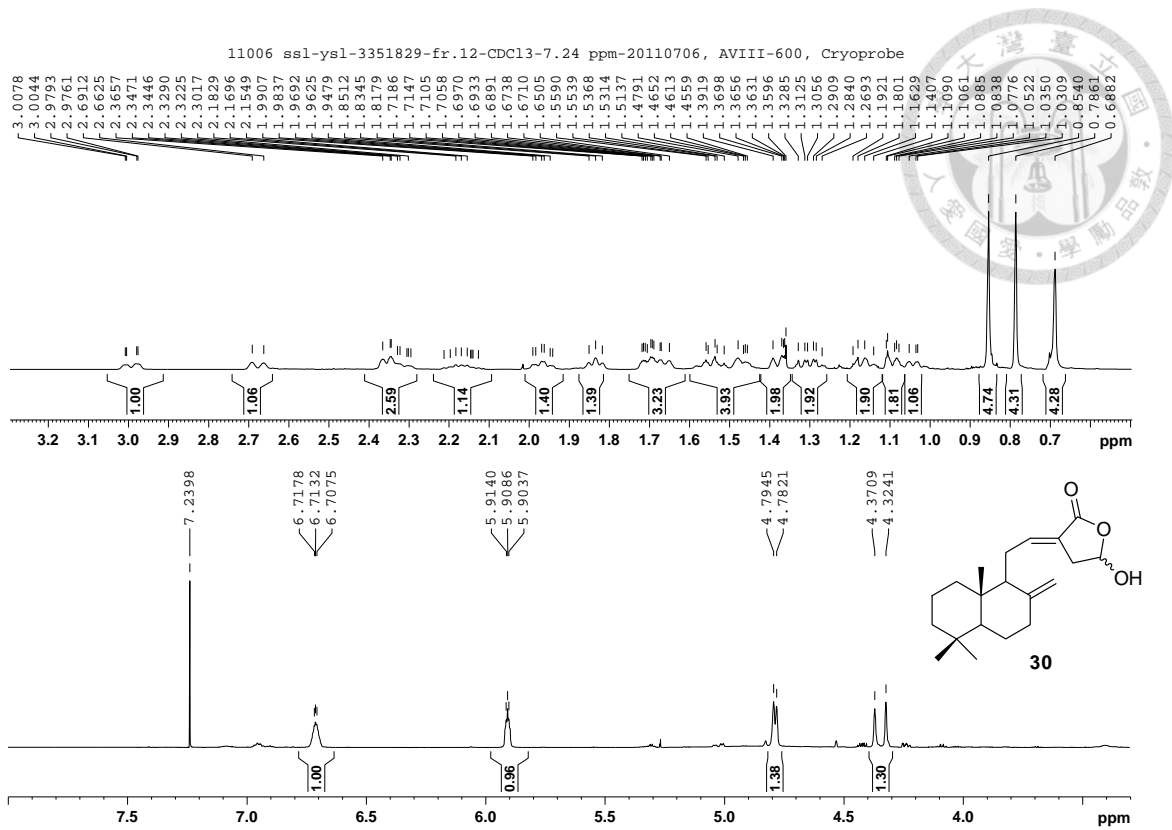 11006 ssl-ysl-3351829-fr.12-CDCl3-7.24 ppm-20110706, AVIII-600, Cryoprobe
3.0078 3.0044 2.9793 2.9761 2.6912 2.6625 2.3657 2.3471 2.3446 2.3290 2.3225 2.3017 2.1829 2.1696 2.1549 1.9907 1.9837 1.9692 1.9625 1.9479 1.8512 1.8345 1.8179 1.7186 1.7147 1.7105 1.7058 1.6970 1.6933 1.6891 1.6738 1.6710 1.6505 1.5590 1.5539 1.5368 1.5314 1.5137 1.4791 1.4652 1.4613 1.4559 1.3919 1.3698 1.3656 1.3631 1.3596 1.3285 1.3125 1.3056 1.2909 1.2840 1.2693 1.1921 1.1801 1.1629 1.1407 1.1090 1.1061 1.0859 1.0838 1.0776 1.0522 1.0350 1.0309 0.8540 0.7861 0.6882
灣臺立國
人愛國愛·學勵品敦
1.00 1.06 2.59 1.14 1.40 1.39 3.23 3.93 1.98 1.92 1.90 1.81 1.06 4.74 4.31 4.28
3.2 3.1 3.0 2.9 2.8 2.7 2.6 2.5 2.4 2.3 2.2 2.1 2.0 1.9 1.8 1.7 1.6 1.5 1.4 1.3 1.2 1.1 1.0 0.9 0.8 0.7 ppm
7.2398 6.7178 6.7132 6.7075 5.9140 5.9086 5.9037 4.7945 4.7821 4.3709 4.3241
O
O
OH
30
1.00 0.96 1.38 1.30
7.5 7.0 6.5 6.0 5.5 5.0 4.5 4.0 ppm